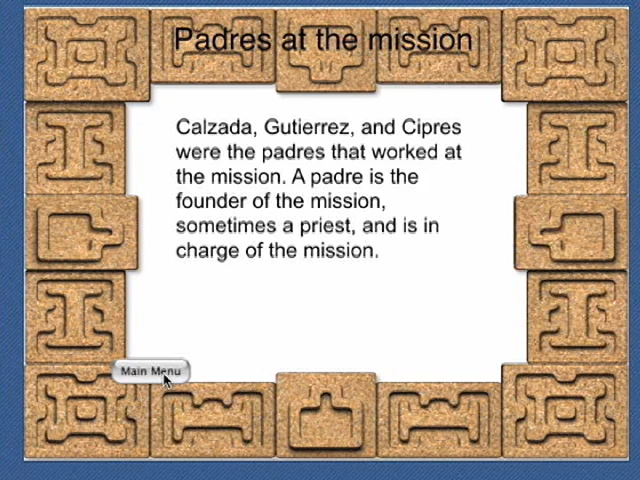 Padres at the mission
Calzada, Gutierrez, and Cipres
were the padres that worked at
the mission. A padre is the
founder of the mission,
sometimes a priest, and is in
charge of the mission.
Main Menu